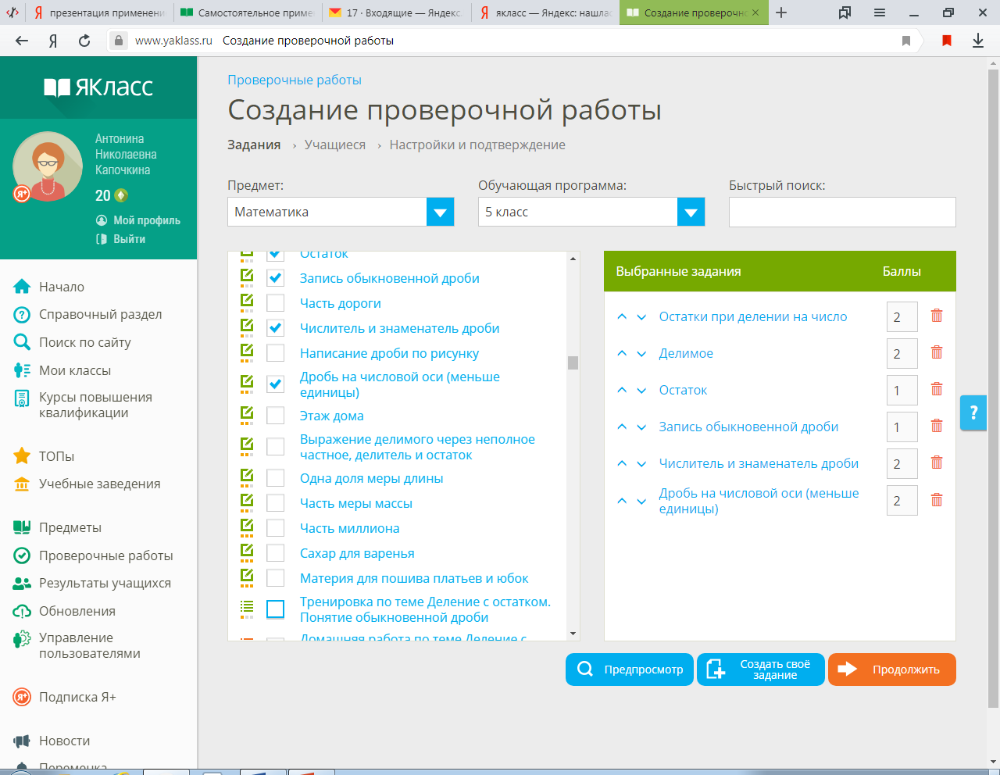 презентация применени
Самостоятельное приме
17 · Входящие — Яндекс.
якласс — Яндекс: нашлас
Создание проверочно
www.yaklass.ru Создание проверочной работы
ЯКласс
Антонина
Николаевна
Капочкина
20
Я+
Мой профиль
Выйти
Начало
Справочный раздел
Поиск по сайту
Мои классы
Курсы повышения
квалификации
ТОПы
Учебные заведения
Предметы
Проверочные работы
Результаты учащихся
Обновления
Управление
пользователями
Подписка Я+
Новости
Переменка
Проверочные работы
Создание проверочной работы
Задания › Учащиеся › Настройки и подтверждение
Предмет:
Математика
Обучающая программа:
5 класс
Быстрый поиск:
Остаток
Запись обыкновенной дроби
Часть дороги
Числитель и знаменатель дроби
Написание дроби по рисунку
Дробь на числовой оси (меньше
единицы)
Этаж дома
Выражение делимого через неполное
частное, делитель и остаток
Одна доля меры длины
Часть меры массы
Часть миллиона
Сахар для варенья
Материя для пошива платьев и юбок
Тренировка по теме Деление с остатком.
Понятие обыкновенной дроби
Домашняя работа по теме Деление с
Выбранные задания Баллы
Остатки при делении на число 2
Делимое 2
Остаток 1
Запись обыкновенной дроби 1
Числитель и знаменатель дроби 2
Дробь на числовой оси (меньше
единицы) 2
?
Предпросмотр
Создать своё
задание
Продолжить